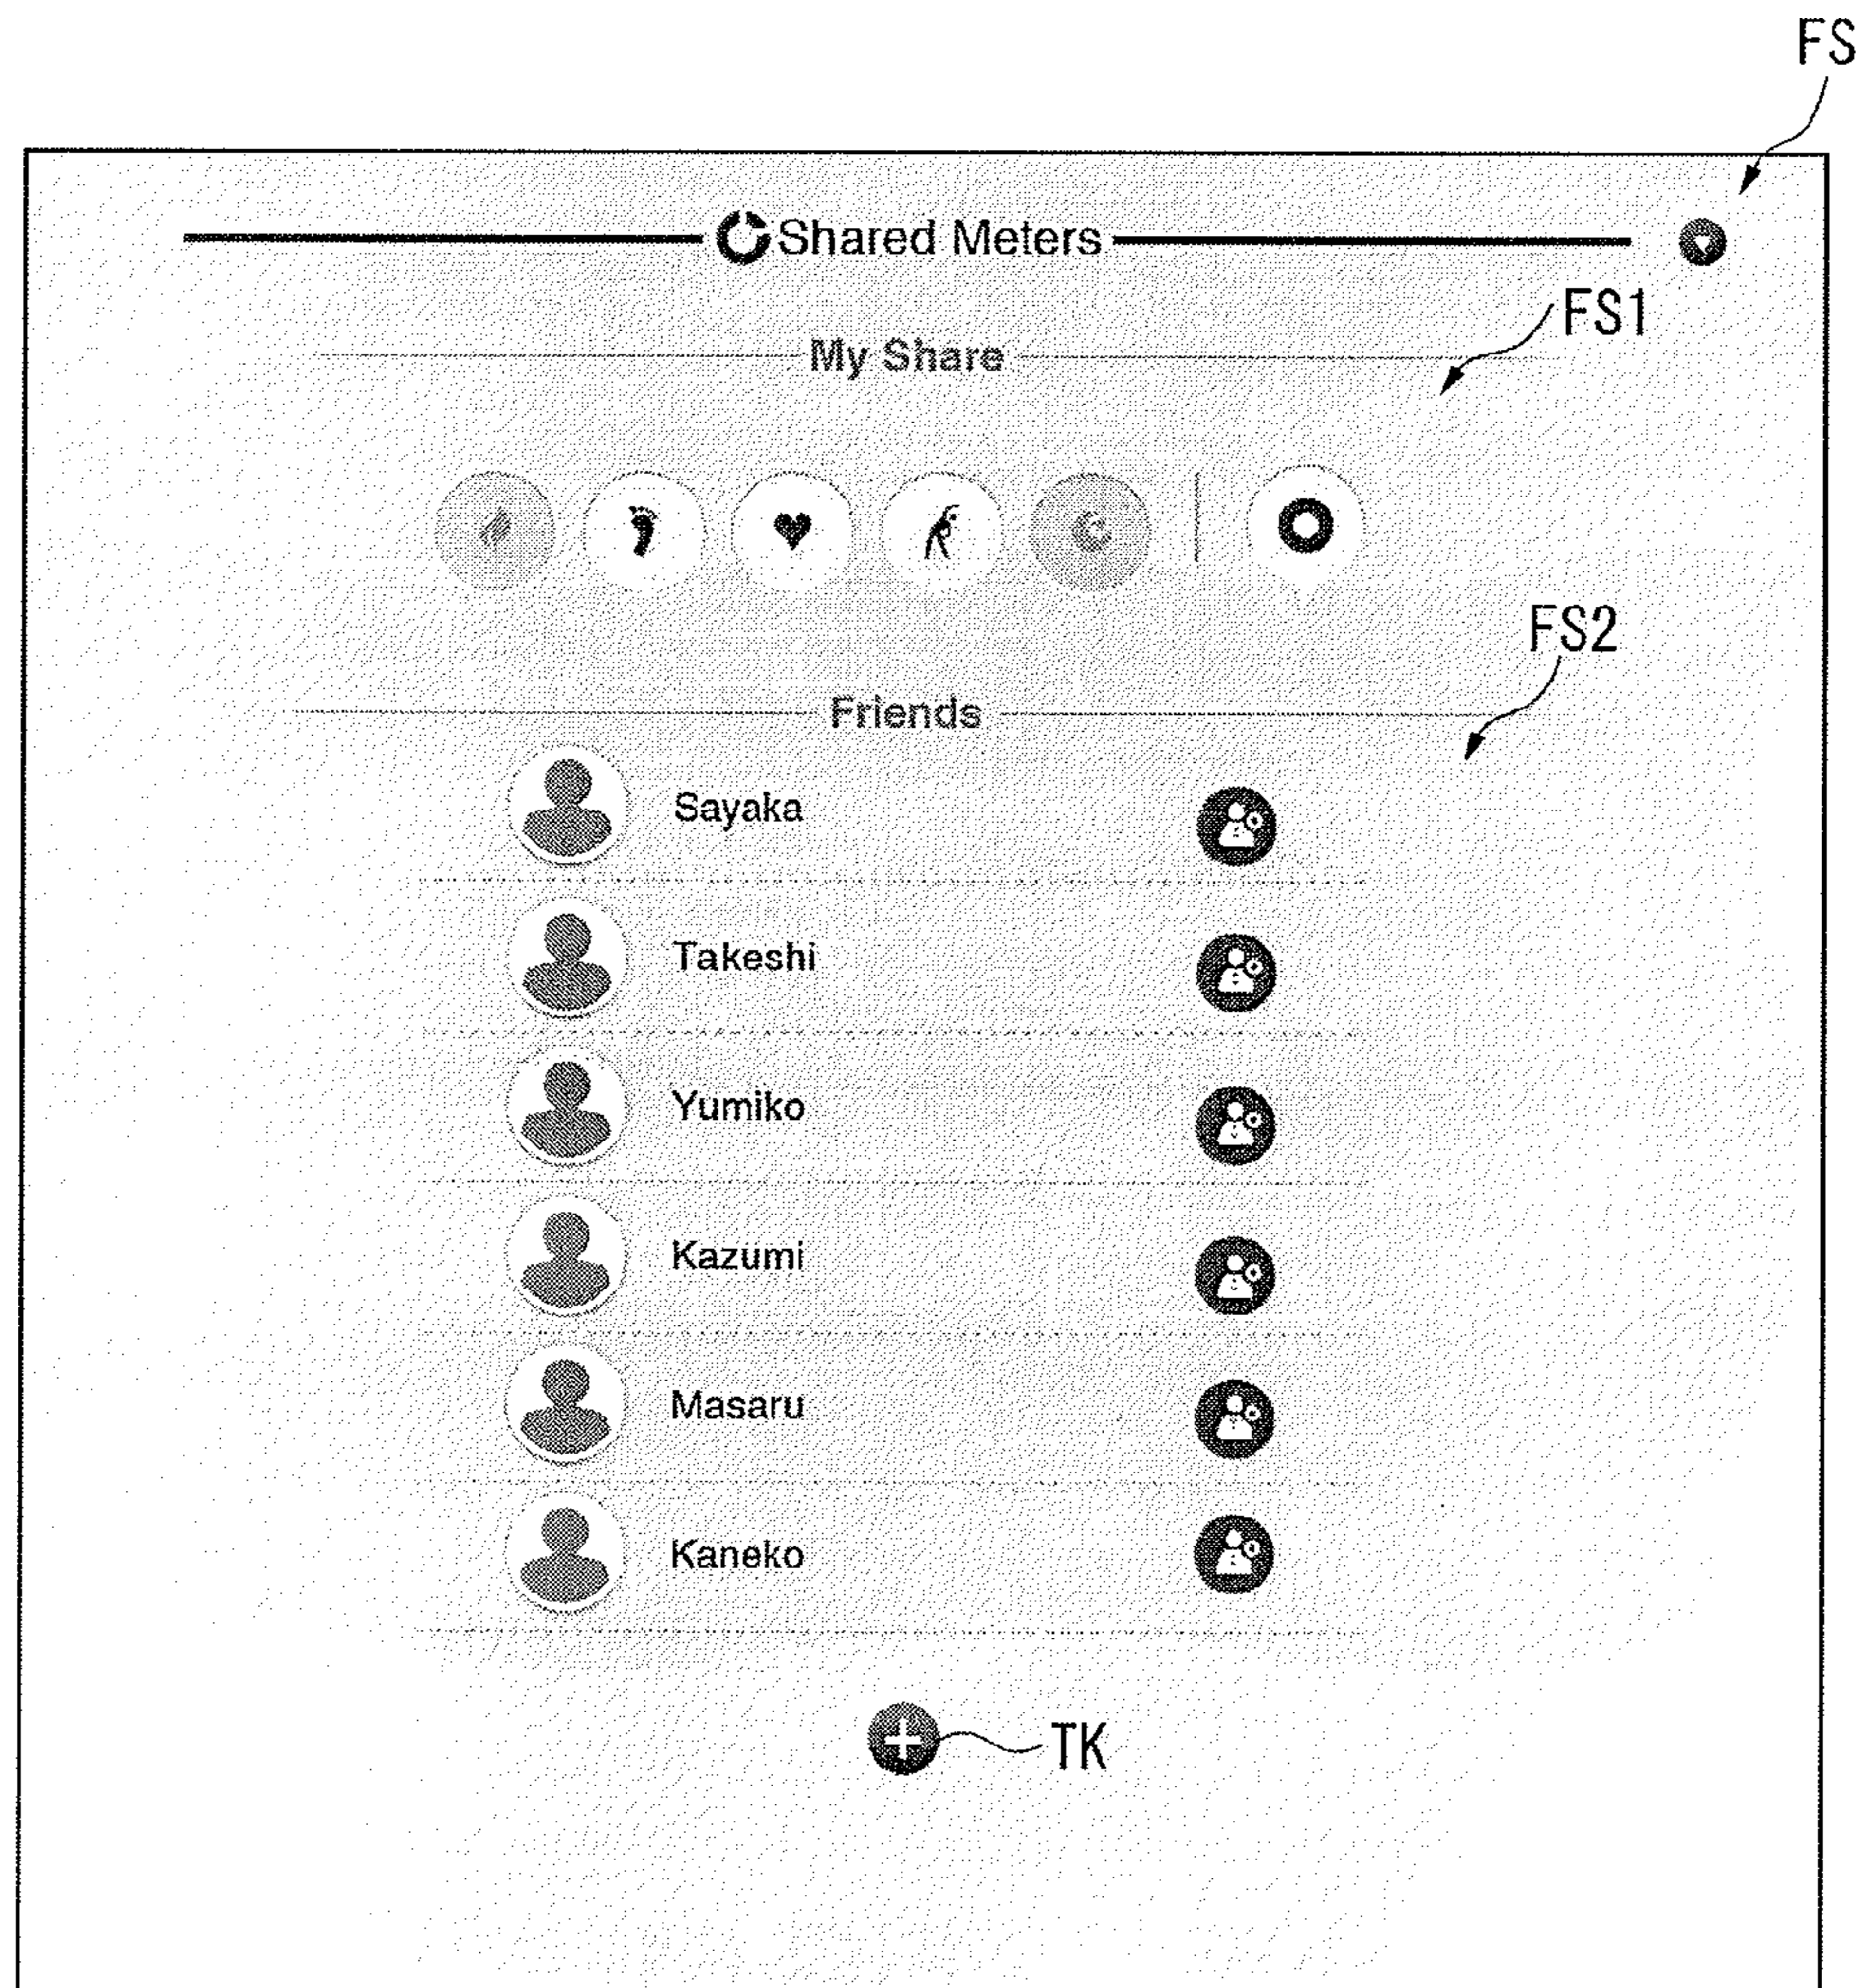 FS
Shared Meters
FS1
My Share
FS2
Friends
Sayaka
Takeshi
Yumiko
Kazumi
Masaru
Kaneko
TK